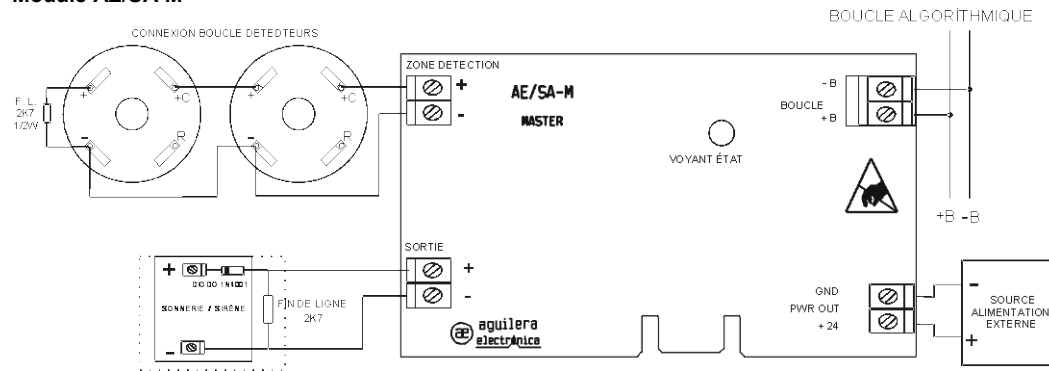 Module AE/SA-M
BOUCLE ALGORÍTHMIQUE
CONNEXION BOUCLE DETEDTEURS
ZONE DETECTION
+ +C + +C +
- R - R -
F.L.
2K7
1/2W
AE/SA-M
MASTER
VOYANT ÉTAT
- B
BOUCLE
+ B
+B -B
SORTIE
+
-
+
DIODO 1N4001
SONNERIE / SIRÈNE
-
FIN DE LIGNE
2K7
æ aguilera
electrónica
GND
PWR OUT
+ 24
-
SOURCE
ALIMENTATION
EXTERNE
+